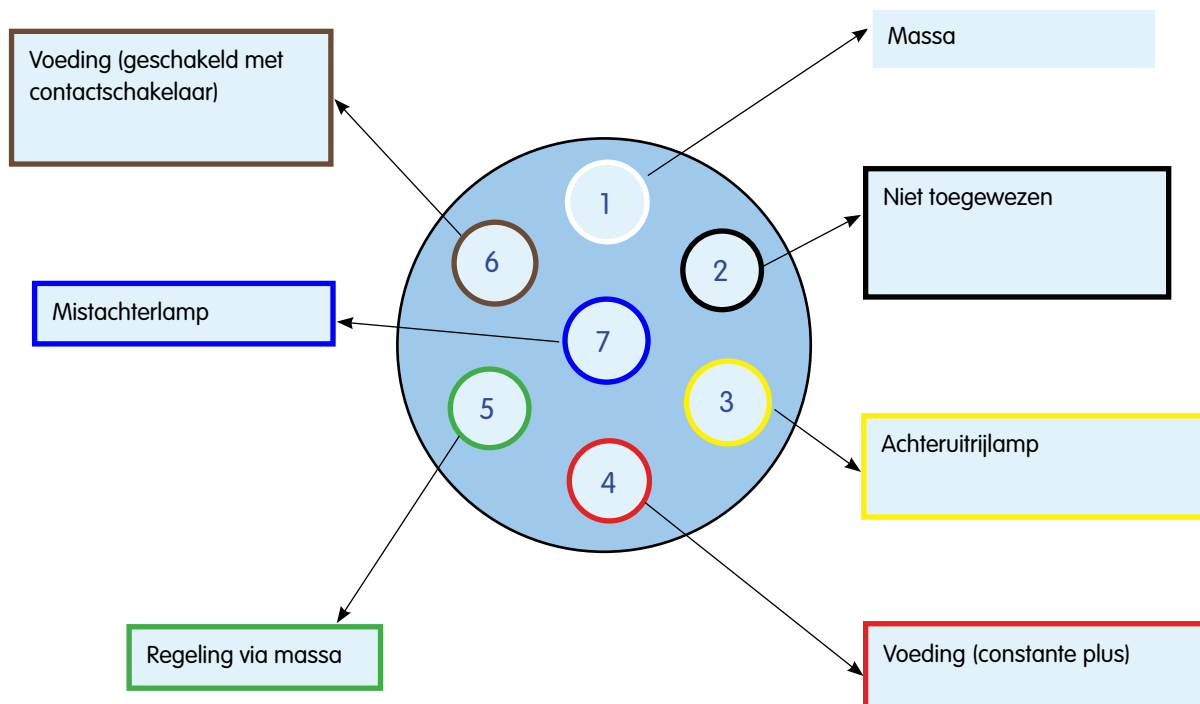 Voeding (geschakeld met
contactschakelaar)
Massa
1
Niet toegewezen
6
2
Mistachterlamp
7
3
5
Achteruitrijlamp
4
Regeling via massa
Voeding (constante plus)